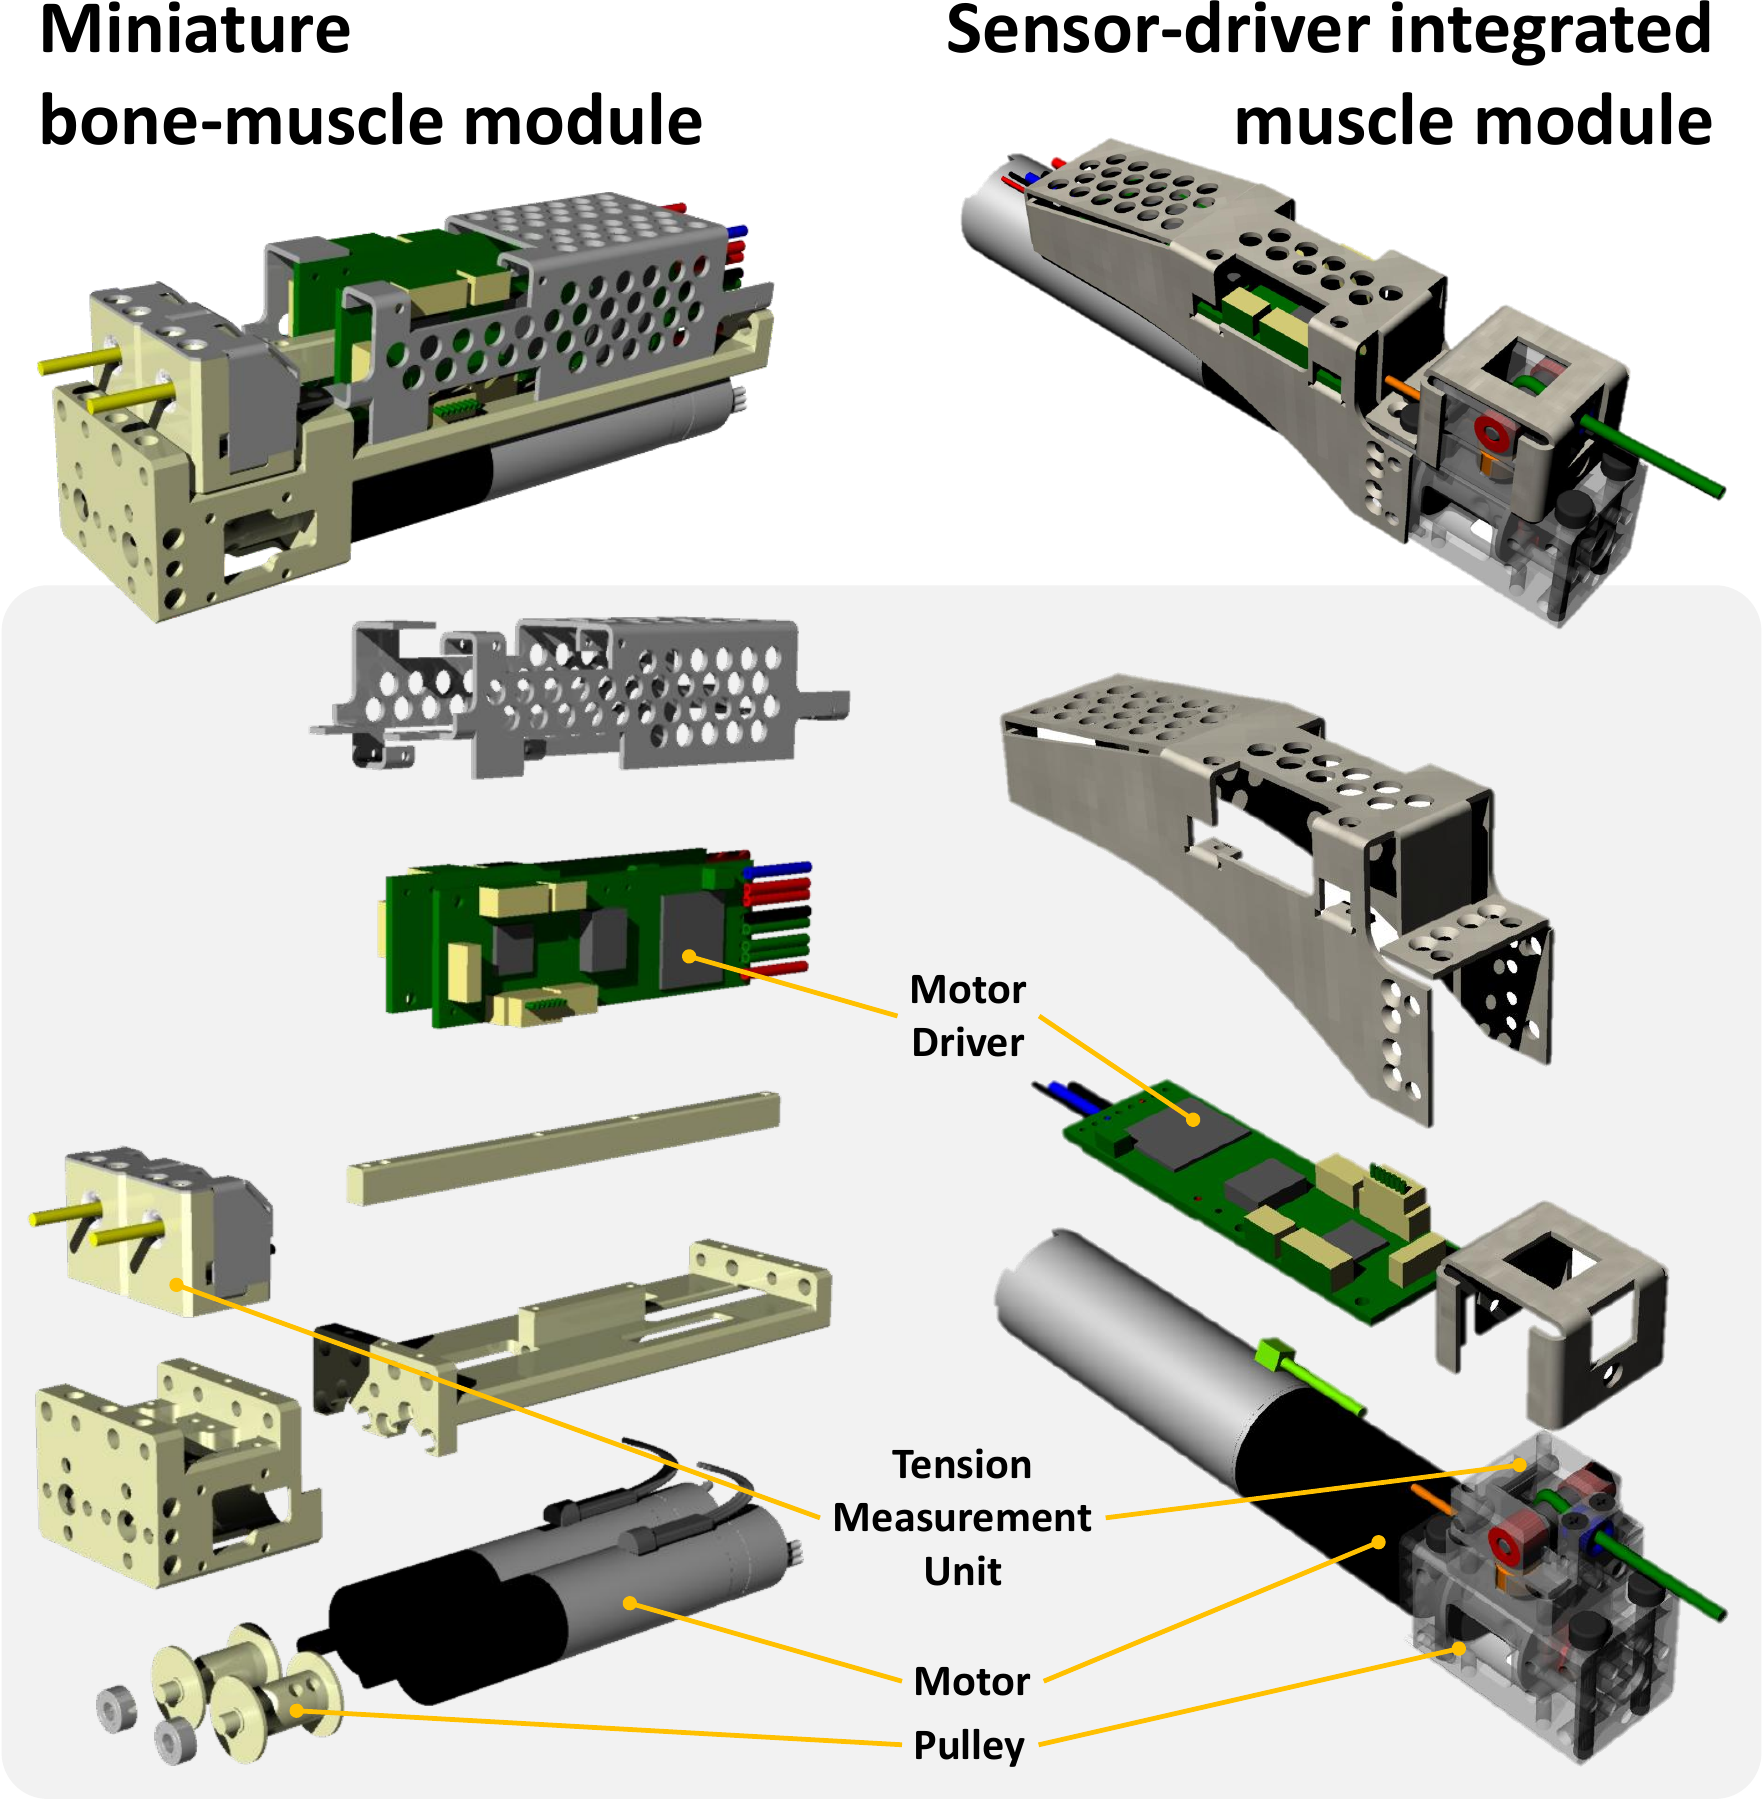 Miniature
bone-muscle module
Sensor-driver integrated
muscle module
Motor
Driver
Tension
Measurement
Unit
Motor
Pulley